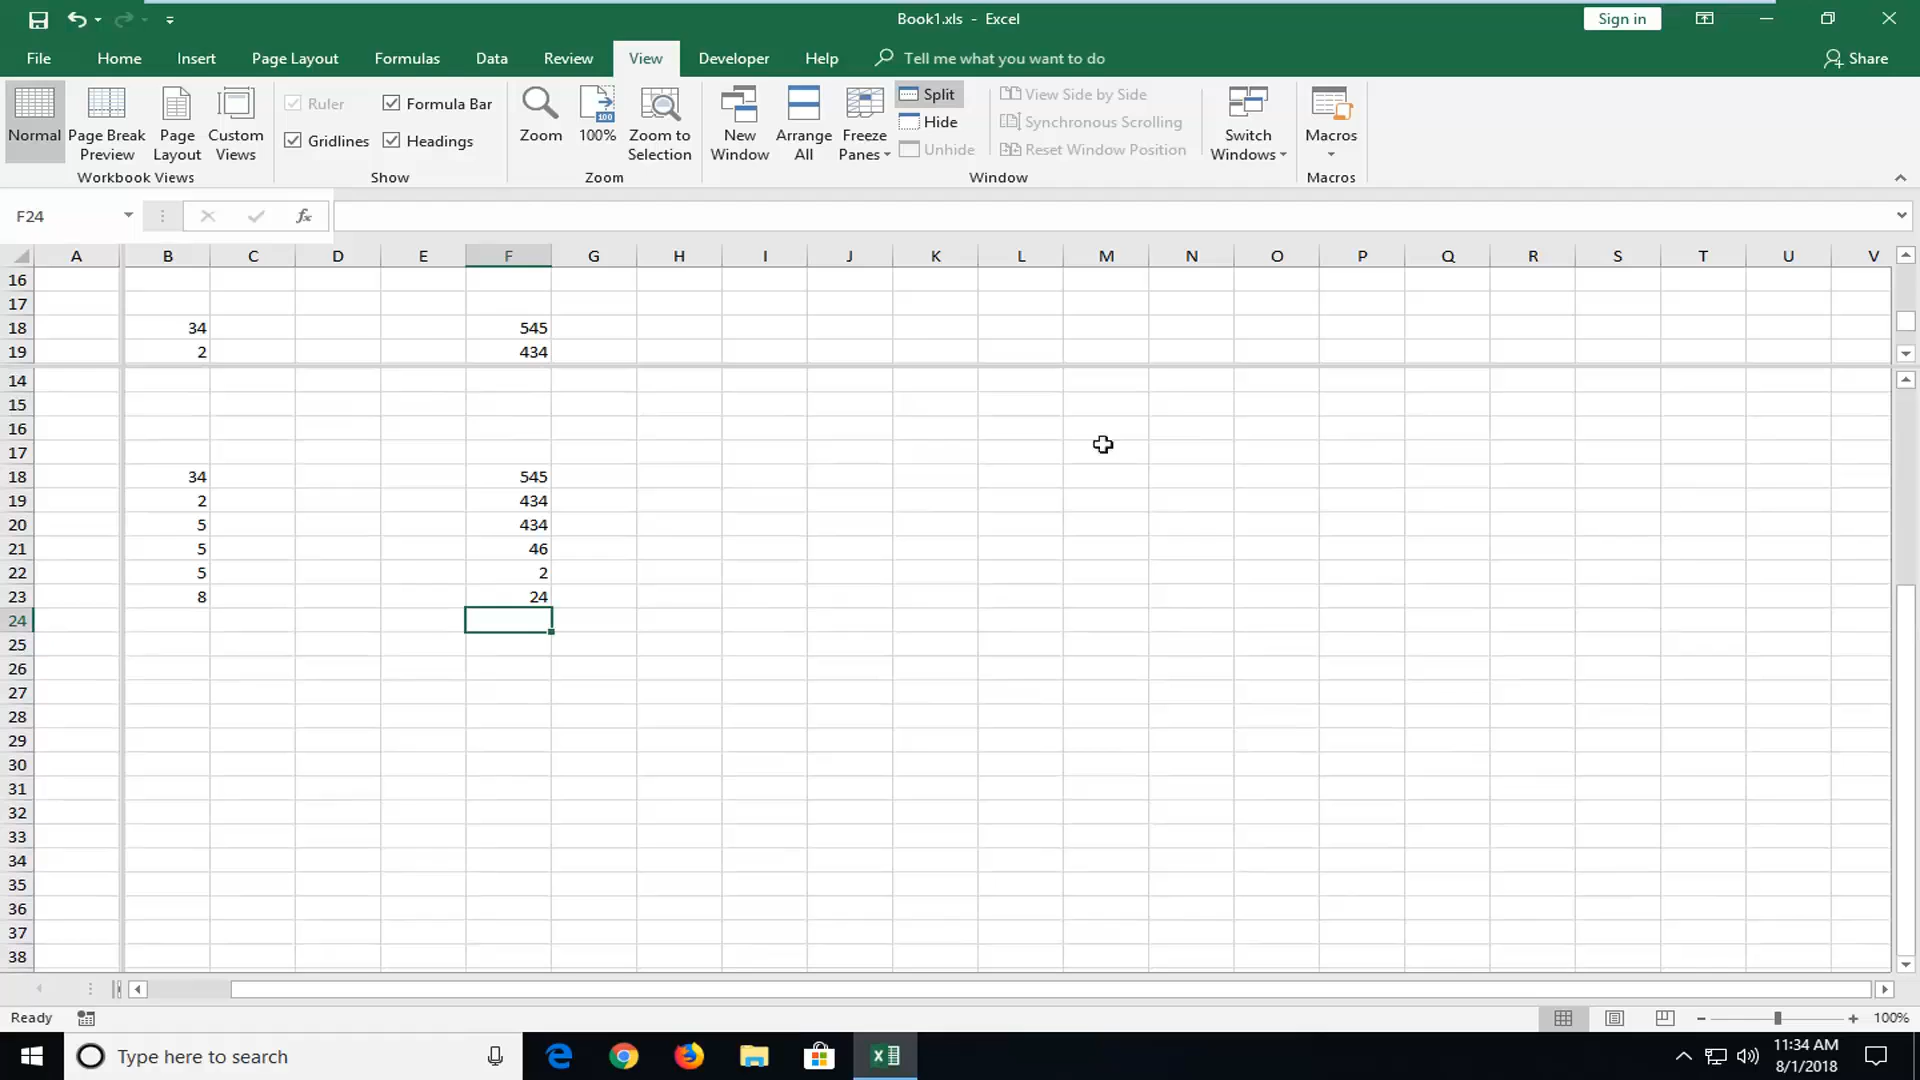 Book1.xls - Excel
Sign in
File Home Insert Page Layout Formulas Data Review View Developer Help Tell me what you want to do Share
Normal
Page Break Preview
Page Layout
Custom Views
Workbook Views
Ruler Formula Bar
Gridlines Headings
Show
Zoom
100%
Zoom to Selection
Zoom
New Window
Arrange All
Freeze Panes
Split
Hide
Unhide
View Side by Side
Synchronous Scrolling
Reset Window Position
Window
Switch Windows
Macros
Macros
F24
fx
A B C D E F G H I J K L M N O P Q R S T U V
16
17
18 34 545
19 2 434
14
15
16
17
18 34 545
19 2 434
20 5 434
21 5 46
22 5 2
23 8 24
24
25
26
27
28
29
30
31
32
33
34
35
36
37
38
Ready
100%
Type here to search
11:34 AM
8/1/2018